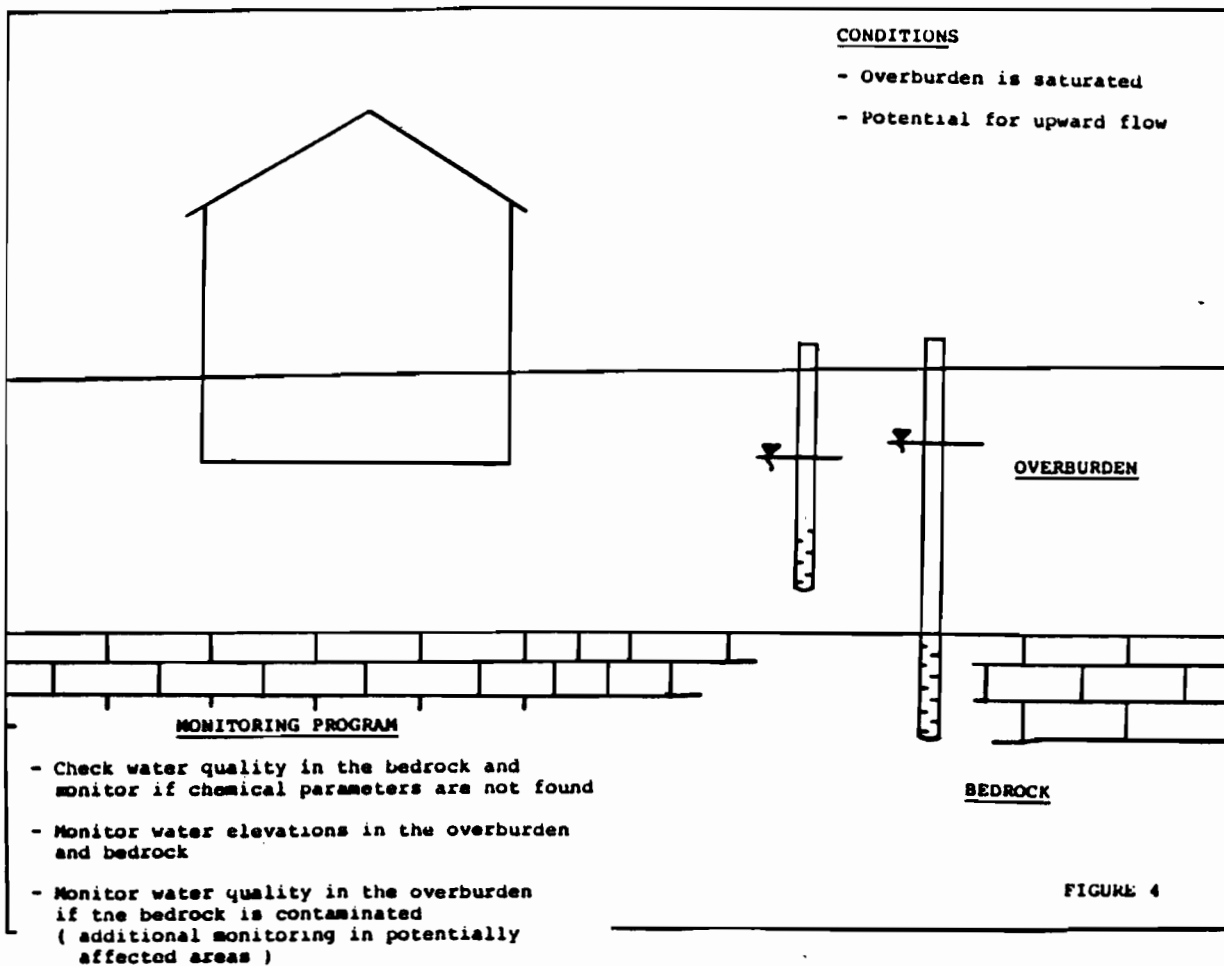 CONDITIONS
- Overburden is saturated
- Potential for upward flow
OVERBURDEN
MONITORING PROGRAM
- Check water quality in the bedrock and
monitor if chemical parameters are not found
- Monitor water elevations in the overburden
and bedrock
- Monitor water quality in the overburden
if the bedrock is contaminated
( additional monitoring in potentially
affected areas )
BEDROCK
FIGURE 4